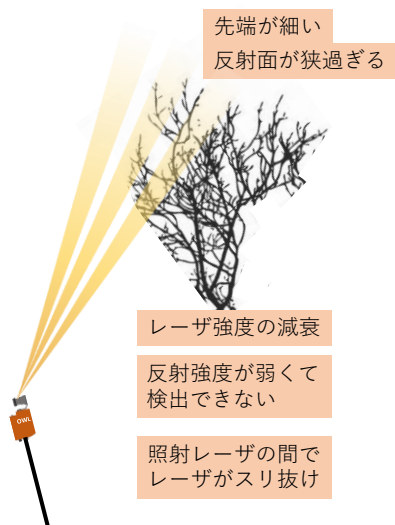 先端が細い
反射面が狭過ぎる
レーザ強度の減衰
反射強度が弱くて
検出できない
OWL
照射レーザの間で
レーザがスリ抜け